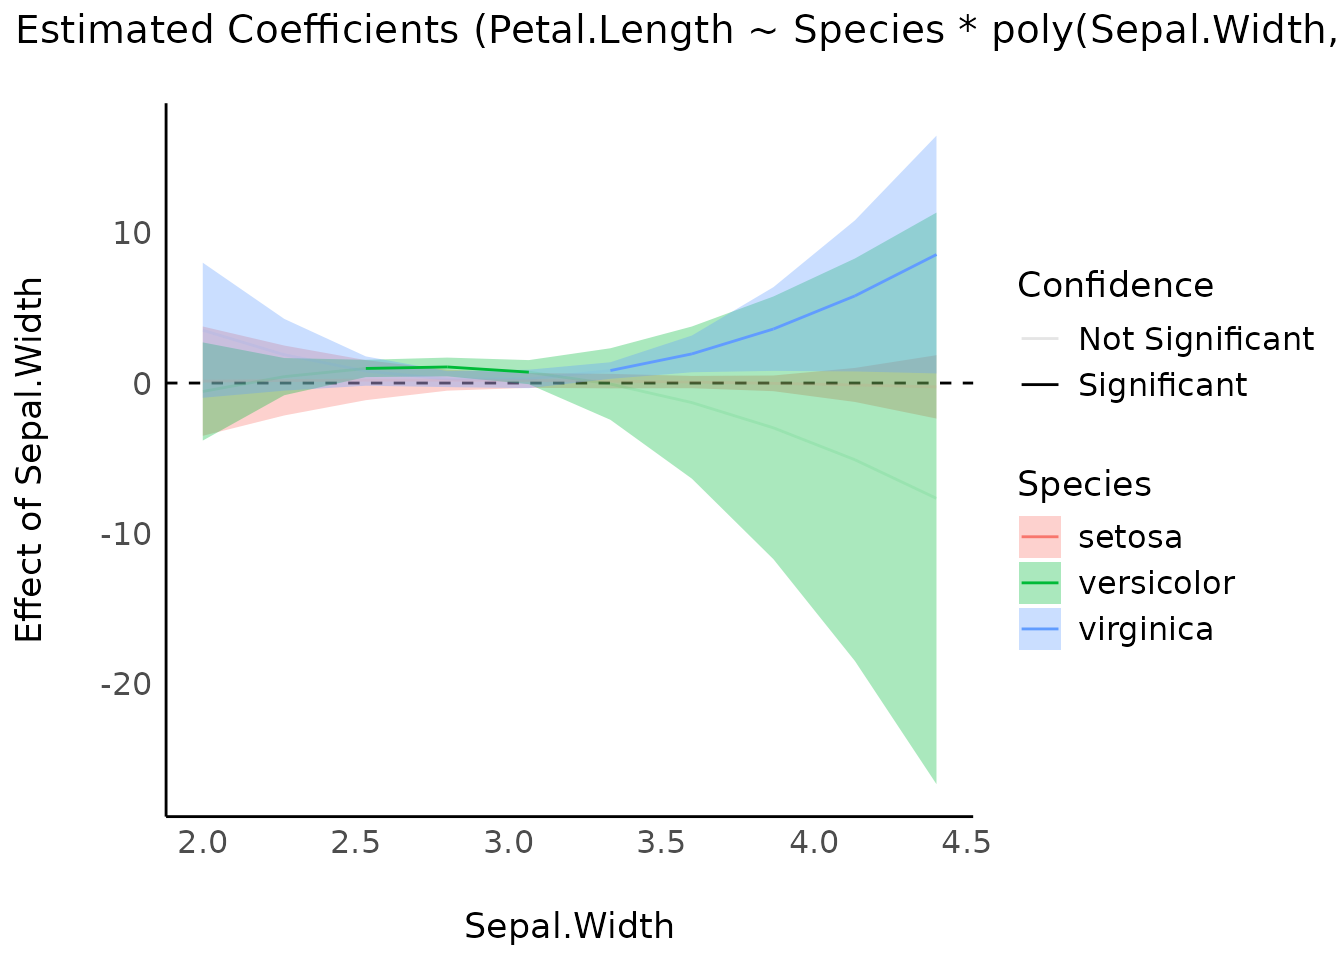 Estimated Coefficients (Petal.Length ~ Species * poly(Sepal.Width,
Effect of Sepal.Width
10
0
-10
-20
2.0 2.5 3.0 3.5 4.0 4.5
Sepal.Width
Confidence
Not Significant
Significant
Species
setosa
versicolor
virginica